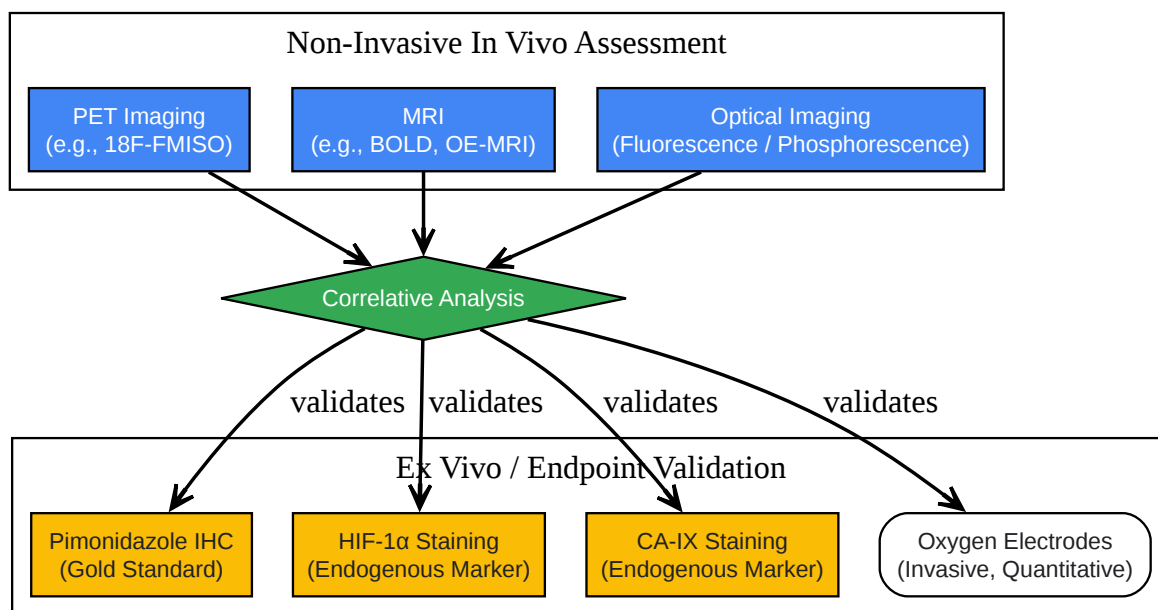 Non-Invasive In Vivo Assessment
PET Imaging
(e.g., 18F-FMISO)
MRI
(e.g., BOLD, OE-MRI)
Optical Imaging
(Fluorescence / Phosphorescence)
Correlative Analysis
validates
validates
validates
validates
Ex Vivo / Endpoint Validation
Pimonidazole IHC
(Gold Standard)
HIF-1α Staining
(Endogenous Marker)
CA-IX Staining
(Endogenous Marker)
Oxygen Electrodes
(Invasive, Quantitative)